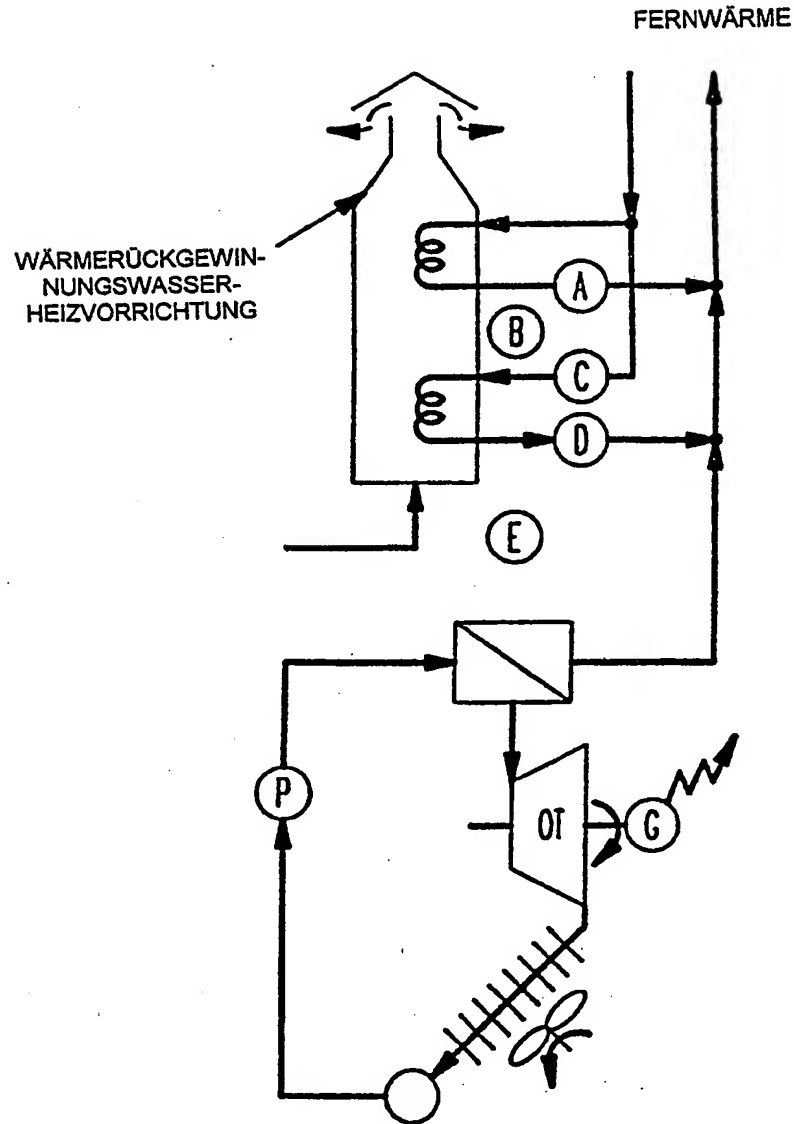 FERNWÄRME
WÄRMERÜCKGEWIN-
NUNGSWASSER-
HEIZVORRICHTUNG
A
B
C
D
E
P
OT
G